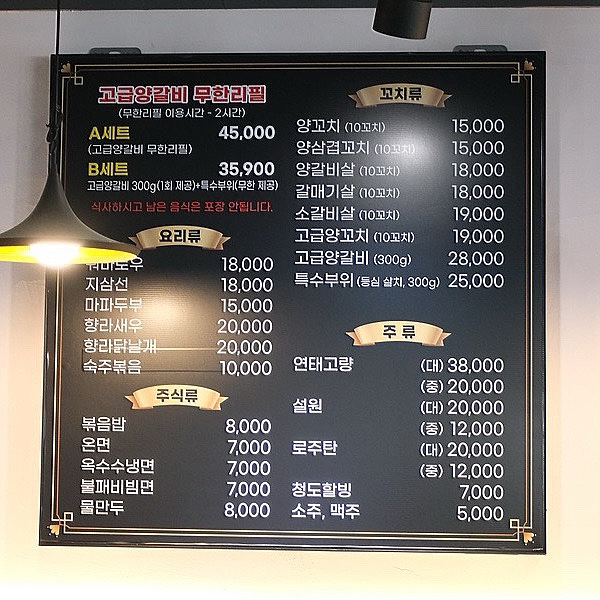 고급양갈비 무한리필
(무한리필 이용시간 - 2시간)
A세트 45,000
(고급양갈비 무한리필)
B세트 35,900
고급양갈비 300g(1회 제공)+특수부위(무한 제공)
식사하시고 남은 음식은 포장 안됩니다.
요리류
꿔바로우 18,000
지삼선 18,000
마파두부 15,000
향라새우 20,000
향라닭날개 20,000
숙주볶음 10,000
주식류
볶음밥 8,000
온면 7,000
옥수수냉면 7,000
불패비빔면 7,000
물만두 8,000
꼬치류
양꼬치 (10꼬치) 15,000
양삼겹꼬치 (10꼬치) 15,000
양갈비살 (10꼬치) 18,000
갈매기살 (10꼬치) 18,000
소갈비살 (10꼬치) 19,000
고급양꼬치 (10꼬치) 19,000
고급양갈비 (300g) 28,000
특수부위 (등심 살치, 300g) 25,000
주 류
연태고량 (대) 38,000
(중) 20,000
설원 (대) 20,000
(중) 12,000
로주탄 (대) 20,000
(중) 12,000
청도할빙 7,000
소주, 맥주 5,000